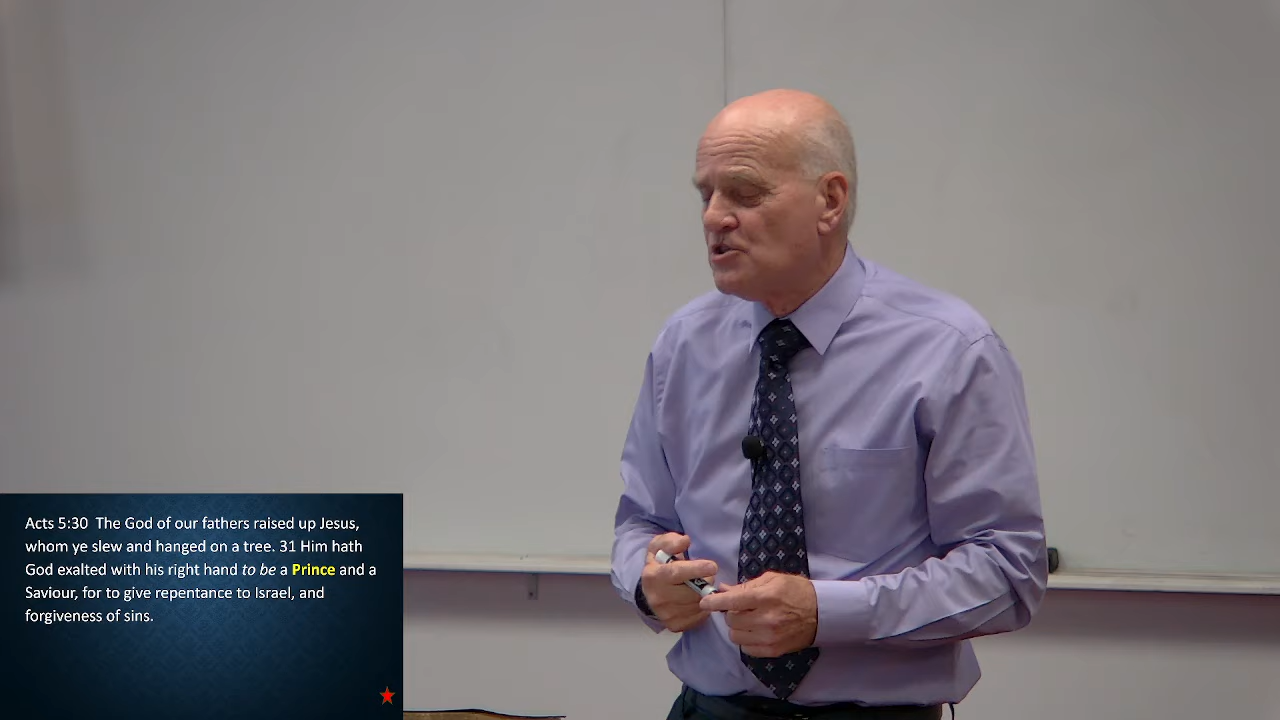 Acts 5:30 The God of our fathers raised up Jesus,
whom ye slew and hanged on a tree. 31 Him hath
God exalted with his right hand to be a Prince and a
Saviour, for to give repentance to Israel, and
forgiveness of sins.